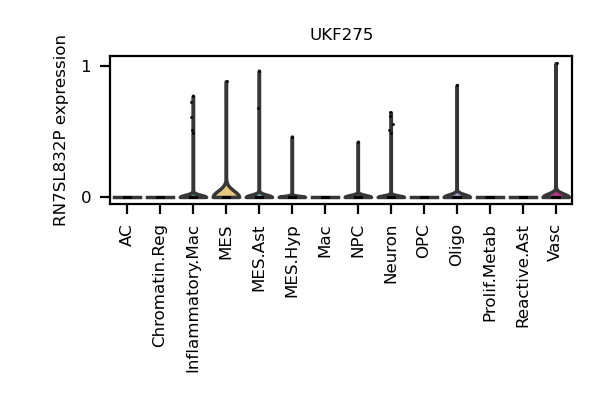 UKF275
RN7SL832P expression
1
0
AC
Chromatin.Reg
Inflammatory.Mac
MES
MES.Ast
MES.Hyp
Mac
NPC
Neuron
OPC
Oligo
Prolif.Metab
Reactive.Ast
Vasc